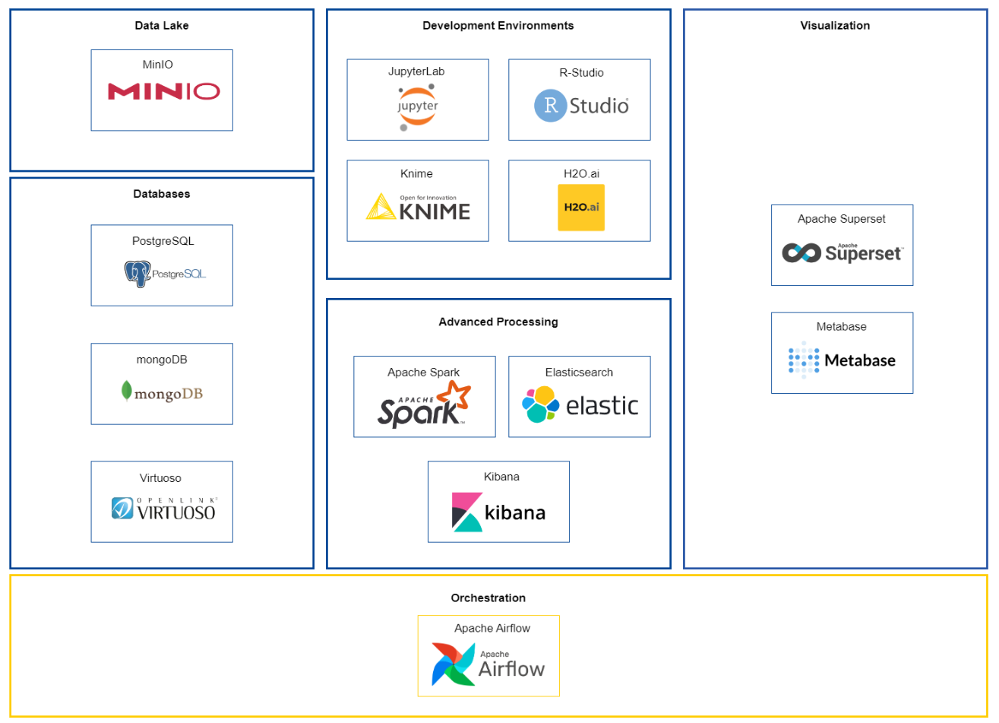 Data Lake
MinIO
MINIO
Databases
PostgreSQL
PostgreSQL
mongoDB
mongoDB
Virtuoso
OPENLINK
VIRTUOSO
Development Environments
JupyterLab
jupyter
R-Studio
R Studio
Knime
Open for Innovation
KNIME
H2O.ai
H2O.ai
Advanced Processing
Apache Spark
APACHE
Spark™
Elasticsearch
elastic
Kibana
kibana
Visualization
Apache Superset
Apache
Superset™
Metabase
Metabase
Orchestration
Apache Airflow
Apache
Airflow